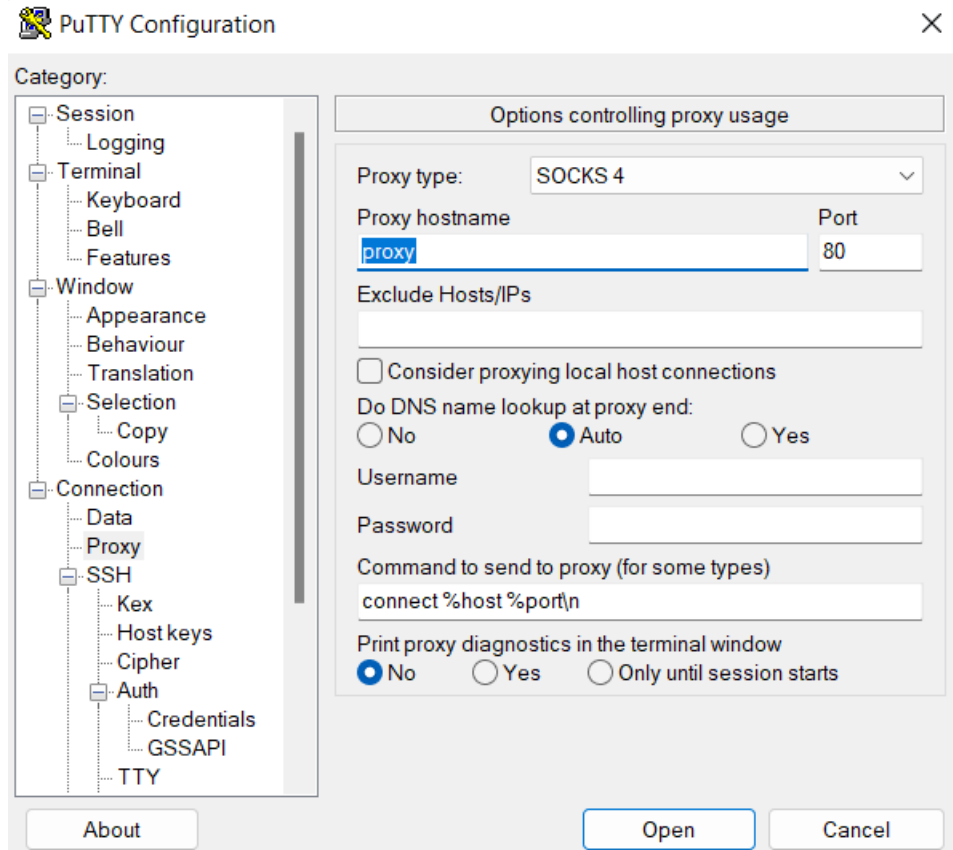 PuTTY Configuration
Category:
Session
Logging
Terminal
Keyboard
Bell
Features
Window
Appearance
Behaviour
Translation
Selection
Copy
Colours
Connection
Data
Proxy
SSH
Kex
Host keys
Cipher
Auth
Credentials
GSSAPI
TTY
Options controlling proxy usage
Proxy type: SOCKS 4
Proxy hostname Port
proxy 80
Exclude Hosts/IPs
Consider proxying local host connections
Do DNS name lookup at proxy end:
No Auto Yes
Username
Password
Command to send to proxy (for some types)
connect %host %port\n
Print proxy diagnostics in the terminal window
No Yes Only until session starts
About Open Cancel